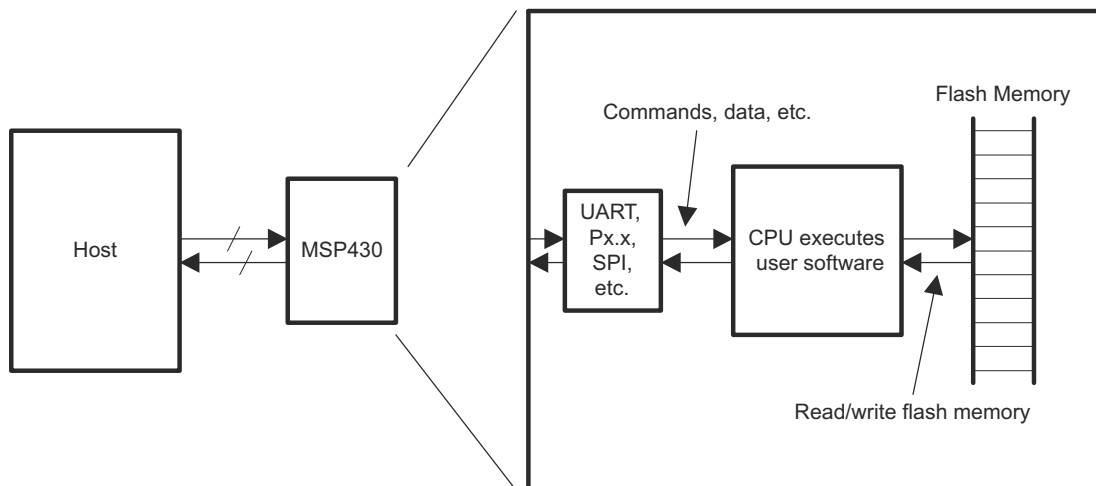 Host
MSP430
UART,
Px.x,
SPI,
etc.
Commands, data, etc.
CPU executes
user software
Flash Memory
Read/write flash memory